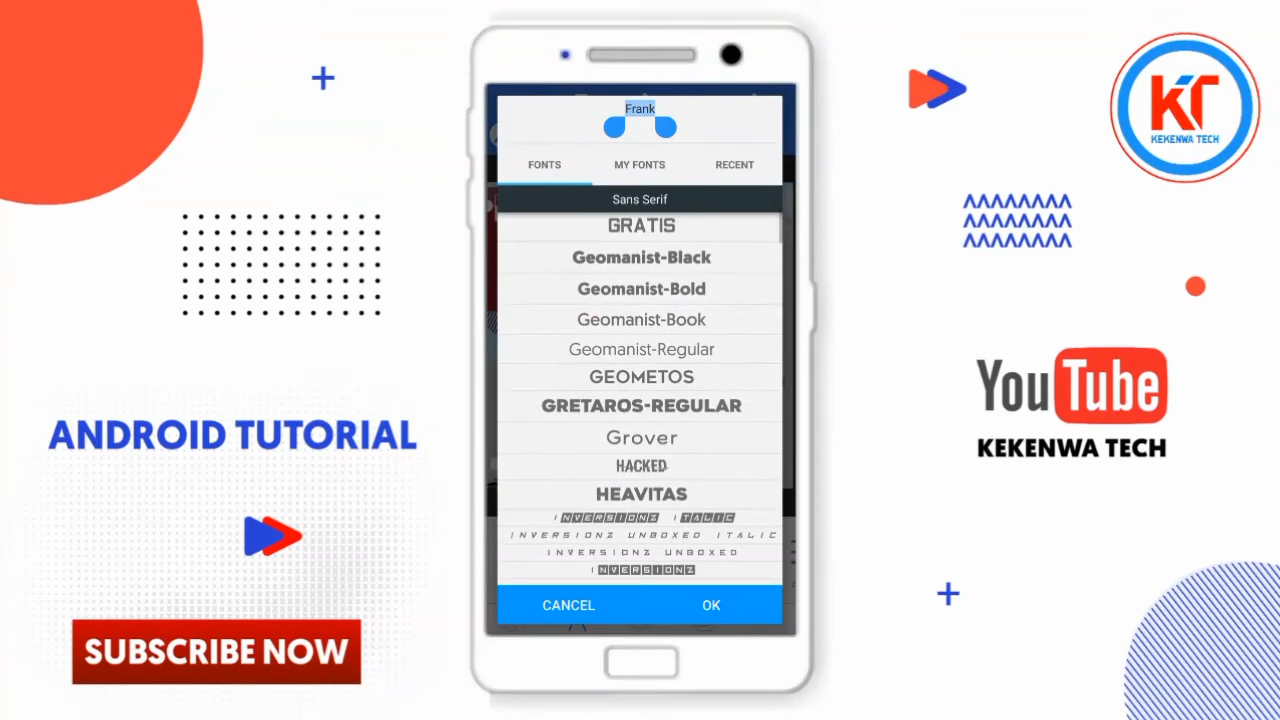 KT
KEKENWA TECH
Frank
FONTS MY FONTS RECENT
Sans Serif
GRATIS
Geomanist-Black
Geomanist-Bold
Geomanist-Book
Geomanist-Regular
GEOMETOS
GRETAROS-REGULAR
Grover
HACKED
HEAVITAS
INVERSIONZ ITALIC
INVERSIONZ UNBOXED ITALIC
INVERSIONZ UNBOXED
INVERSIONZ
CANCEL OK
ANDROID TUTORIAL
SUBSCRIBE NOW
YouTube
KEKENWA TECH